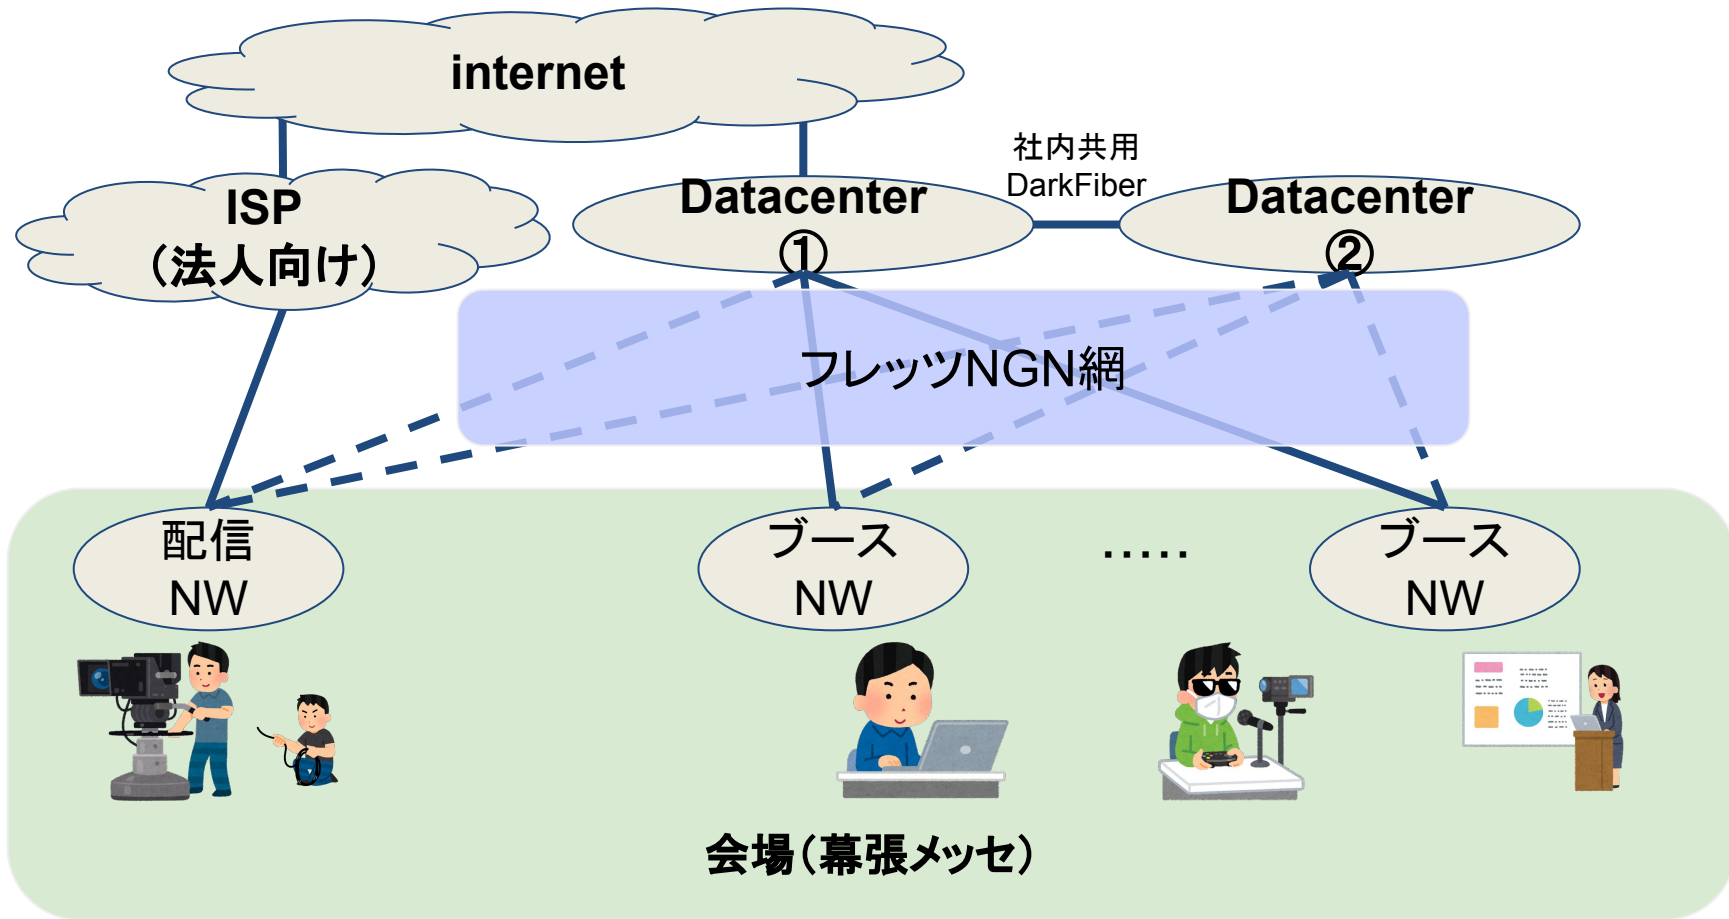 internet
社内共用
DarkFiber
ISP
（法人向け）
Datacenter
①
Datacenter
②
フレッツNGN網
配信
NW
ブース
NW
.....
ブース
NW
会場（幕張メッセ）